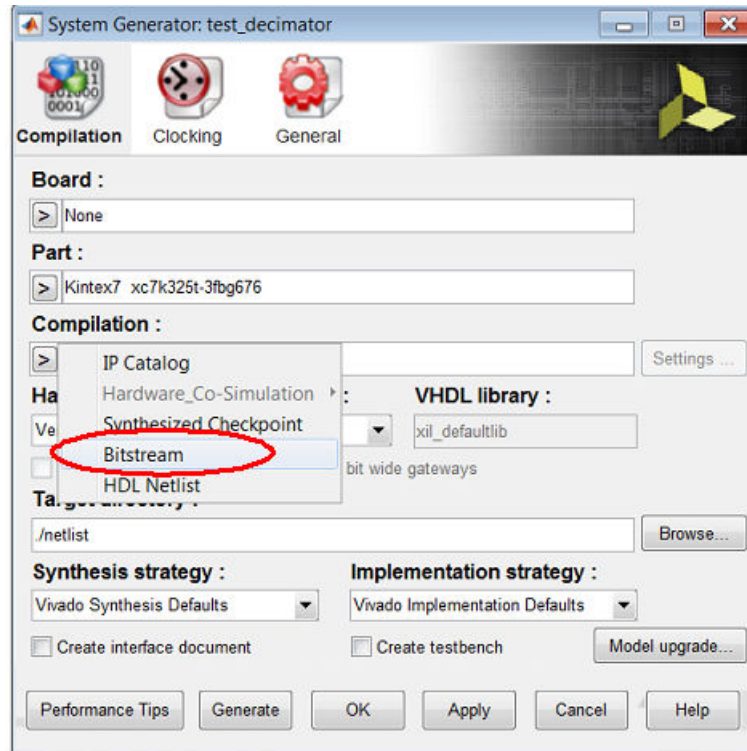 System Generator: test_decimator
Compilation Clocking General
Board :
> None
Part :
> Kintex7 xc7k325t-3fbg676
Compilation :
> Settings ...
IP Catalog
Hardware_Co-Simulation
Ha : VHDL library :
Synthesized Checkpoint
Ve xil_defaultlib
Bitstream
bit wide gateways
HDL Netlist
./netlist Browse...
Synthesis strategy : Implementation strategy :
Vivado Synthesis Defaults Vivado Implementation Defaults
Create interface document Create testbench Model upgrade...
Performance Tips Generate OK Apply Cancel Help